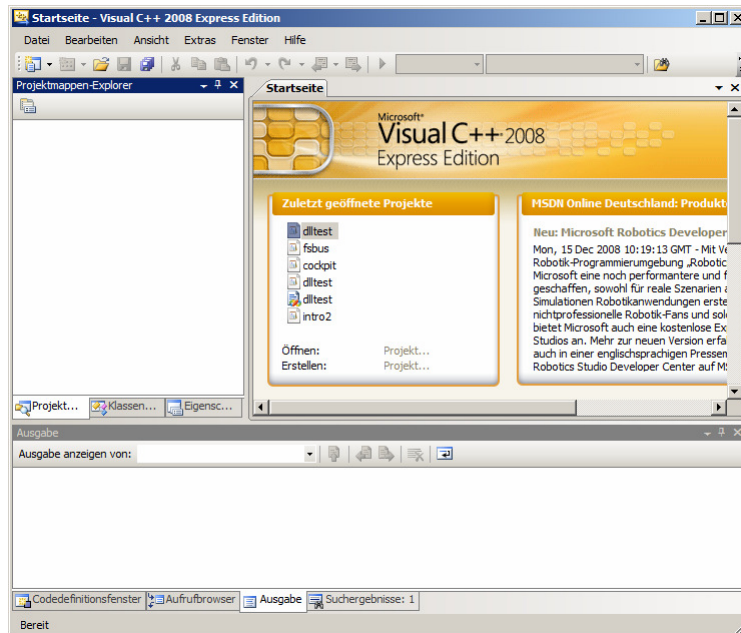 Startseite - Visual C++ 2008 Express Edition
Datei Bearbeiten Ansicht Extras Fenster Hilfe
Projektmappen-Explorer
Startseite
Microsoft®
Visual C++ 2008
Express Edition
Zuletzt geöffnete Projekte
dlltest
fsbus
cockpit
dlltest
dlltest
intro2
Öffnen: Projekt...
Erstellen: Projekt...
MSDN Online Deutschland: Produkt
Neu: Microsoft Robotics Developer
Mon, 15 Dec 2008 10:19:13 GMT - Mit
Robotik-Programmierumgebung „Robotic
Microsoft eine noch performantere und
geschaffen, sowohl für reale Szenarien
Simulationen Robotikanwendungen erste
nichtprofessionelle Robotik-Fans und
bietet Microsoft auch eine kostenlose
Studios an. Mehr zur neuen Version
auch in einer englischsprachigen
Robotics Studio Developer Center auf
Projekt... Klassen... Eigensc...
Ausgabe
Ausgabe anzeigen von:
Codedefinitionsfenster Aufrufbrowser Ausgabe Suchergebnisse: 1
Bereit